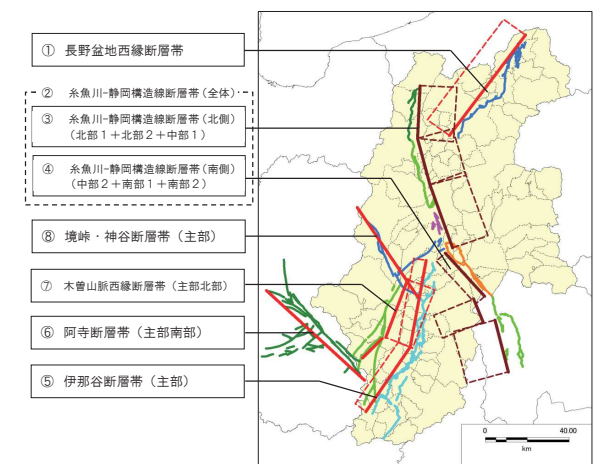 ① 長野盆地西縁断層帯
② 糸魚川-静岡構造線断層帯(全体)
③ 糸魚川-静岡構造線断層帯(北側)
(北部1+北部2+中部1)
④ 糸魚川-静岡構造線断層帯(南側)
(中部2+南部1+南部2)
⑧ 境峠・神谷断層帯(主部)
⑦ 木曽山脈西縁断層帯(主部北部)
⑥ 阿寺断層帯(主部南部)
⑤ 伊那谷断層帯(主部)
0 40.00
km